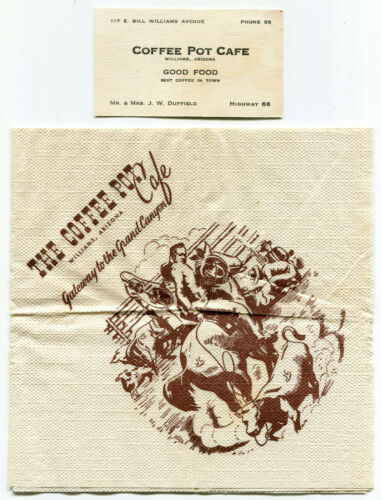 117 E. BILL WILLIAMS AVENUE PHONE 88
COFFEE POT CAFE
WILLIAMS, ARIZONA
GOOD FOOD
BEST COFFEE IN TOWN
MR. & MRS. J. W. DUFFIELD HIGHWAY 66
THE COFFEE POT
Cafe
WILLIAMS, ARIZONA
Gateway to the Grand Canyon